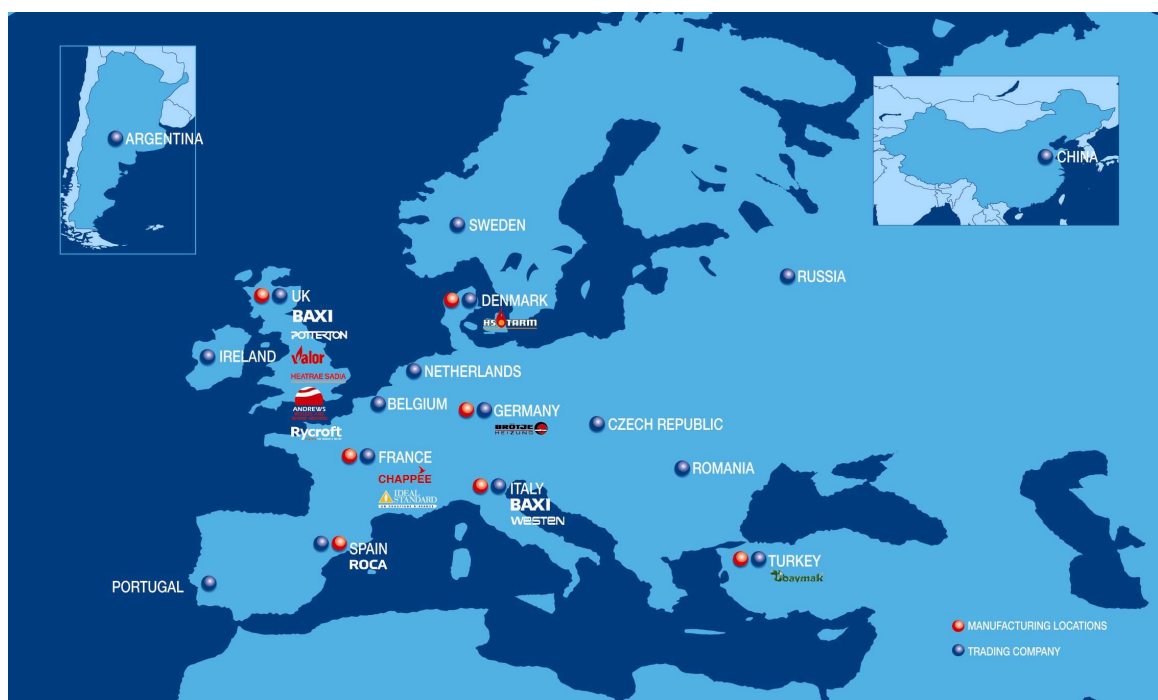 ARGENTINA
CHINA
SWEDEN
RUSSIA
UK
BAXI
POTTERTON
Valor
HEATRAE SADIA
ANDREWS
Rycroft
IRELAND
DENMARK
HS TARM
NETHERLANDS
BELGIUM
GERMANY
BRÖTJE
HEIZUNG
CZECH REPUBLIC
FRANCE
CHAPPÉE
IDEAL
STANDARD
ROMANIA
ITALY
BAXI
WESTEN
SPAIN
ROCA
PORTUGAL
TURKEY
baymak
MANUFACTURING LOCATIONS
TRADING COMPANY